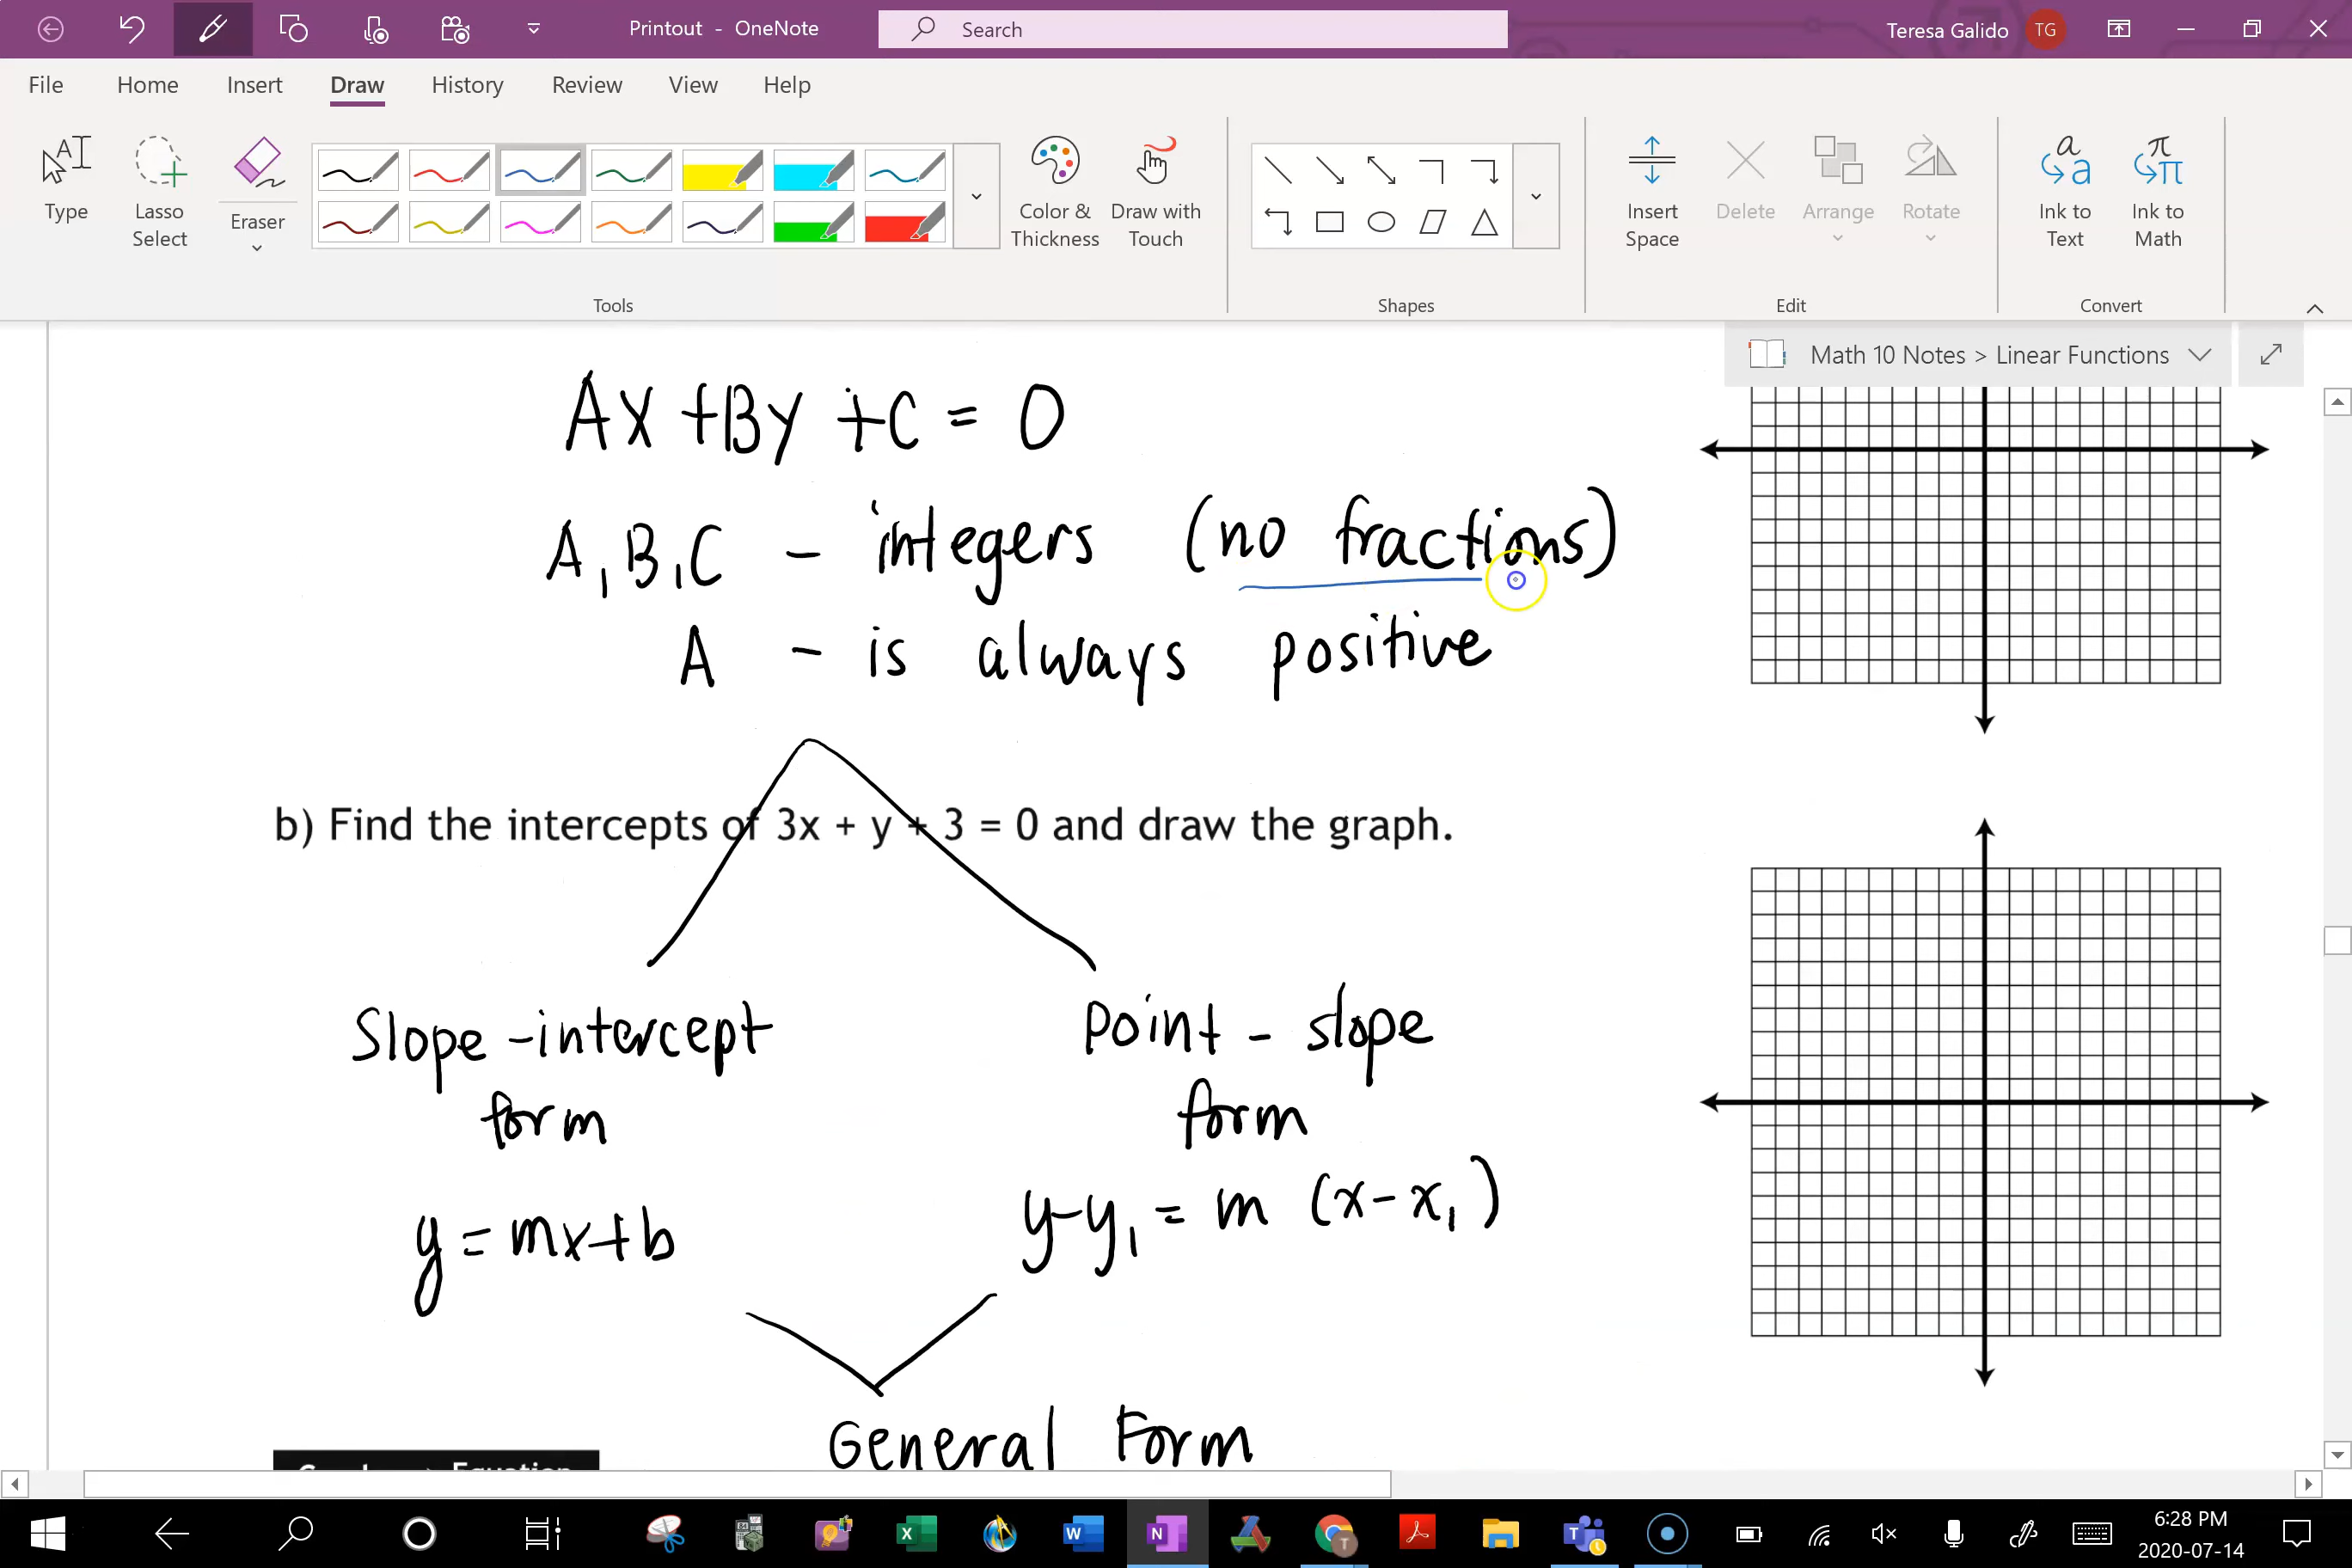 Printout - OneNote
Search
Teresa Galido TG
File Home Insert Draw History Review View Help
Type
Lasso Select
Eraser
Color & Thickness
Draw with Touch
Insert Space
Delete
Arrange
Rotate
Ink to Text
Ink to Math
Tools
Shapes
Edit
Convert
Math 10 Notes > Linear Functions
Ax + By + C = 0
A, B, C - integers (no fractions)
A - is always positive
b) Find the intercepts of 3x + y + 3 = 0 and draw the graph.
Slope-intercept form
Point - slope form
y = mx + b
y - y₁ = m (x - x₁)
General Form
6:28 PM
2020-07-14